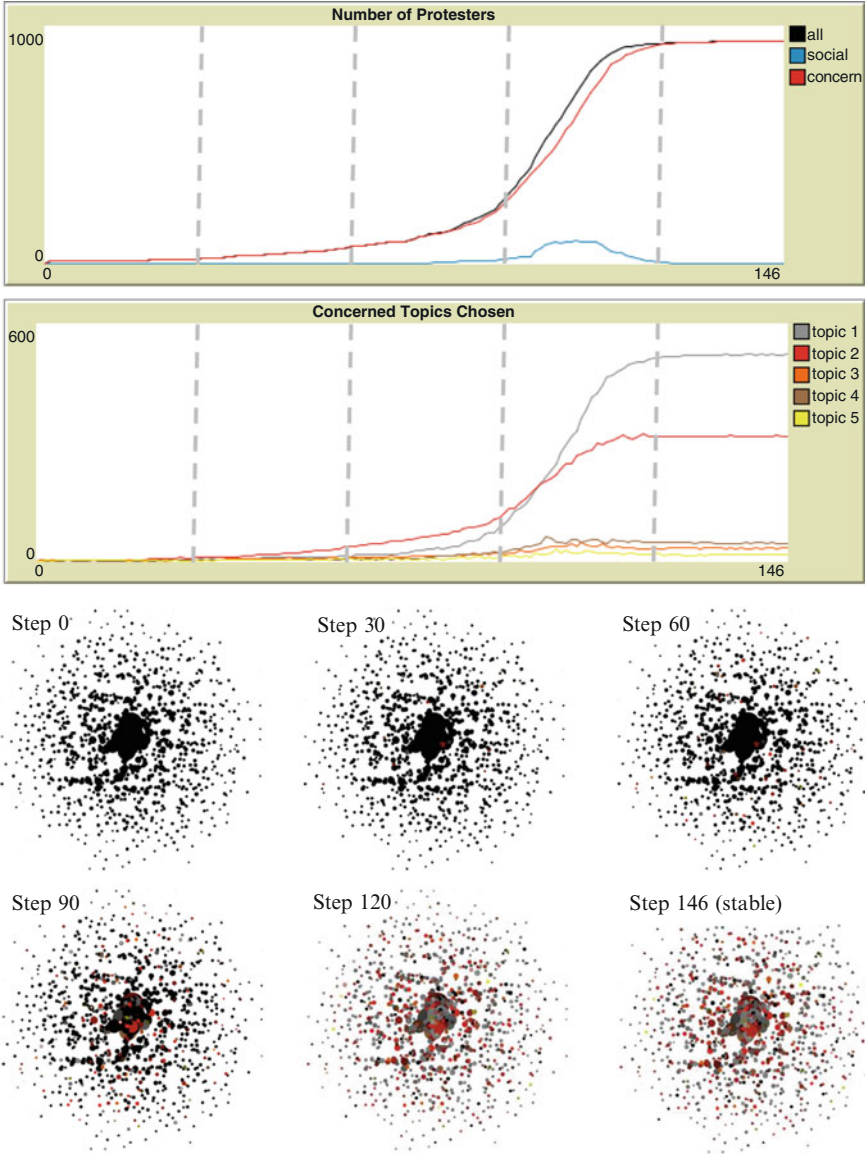 Number of Protesters
1000
0
0
146
all
social
concern
Concerned Topics Chosen
600
0
0
146
topic 1
topic 2
topic 3
topic 4
topic 5
Step 0
Step 30
Step 60
Step 90
Step 120
Step 146 (stable)